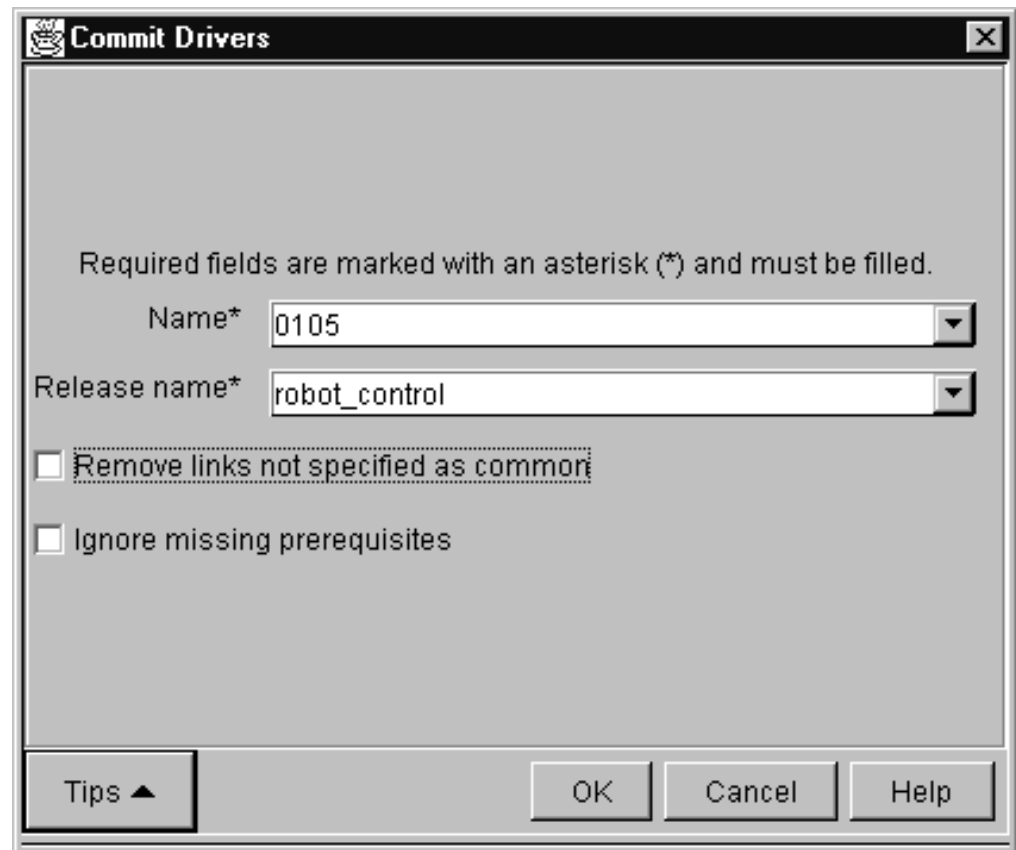 Commit Drivers
Required fields are marked with an asterisk (*) and must be filled.
Name* 0105
Release name* robot_control
Remove links not specified as common
Ignore missing prerequisites
Tips OK Cancel Help